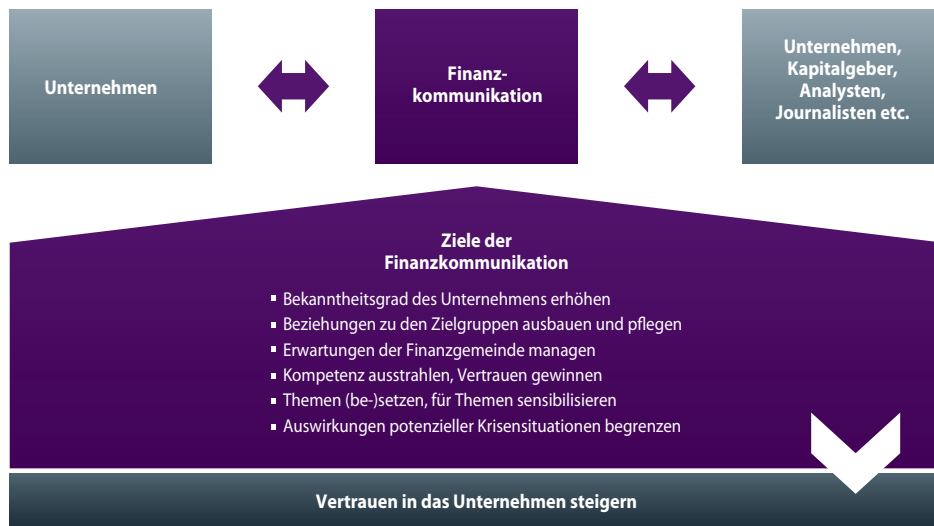 Unternehmen
Finanz-
kommunikation
Unternehmen,
Kapitalgeber,
Analysten,
Journalisten etc.
Ziele der
Finanzkommunikation
▪ Bekanntheitsgrad des Unternehmens erhöhen
▪ Beziehungen zu den Zielgruppen ausbauen und pflegen
▪ Erwartungen der Finanzgemeinde managen
▪ Kompetenz ausstrahlen, Vertrauen gewinnen
▪ Themen (be-)setzen, für Themen sensibilisieren
▪ Auswirkungen potenzieller Krisensituationen begrenzen
Vertrauen in das Unternehmen steigern